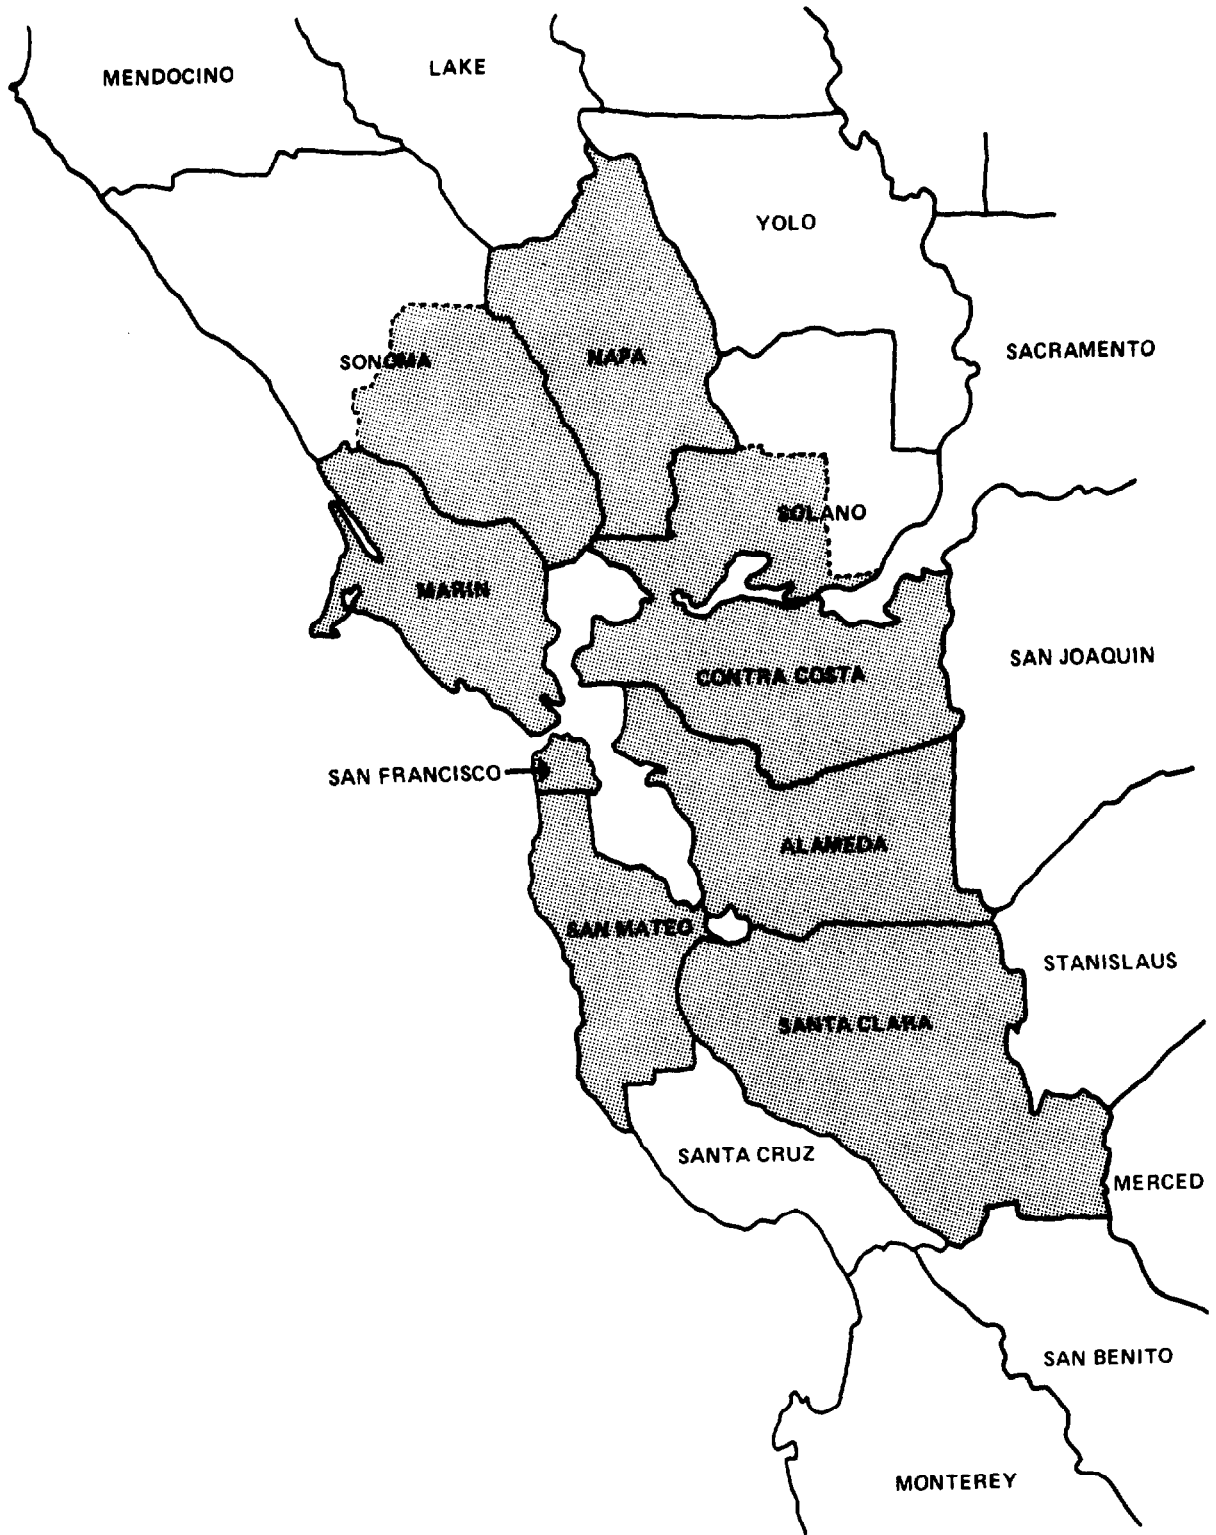 MENDOCINO
LAKE
YOLO
SACRAMENTO
SONOMA
NAPA
SOLANO
MARIN
SAN JOAQUIN
CONTRA COSTA
SAN FRANCISCO
ALAMEDA
SAN MATEO
STANISLAUS
SANTA CLARA
SANTA CRUZ
MERCED
SAN BENITO
MONTEREY